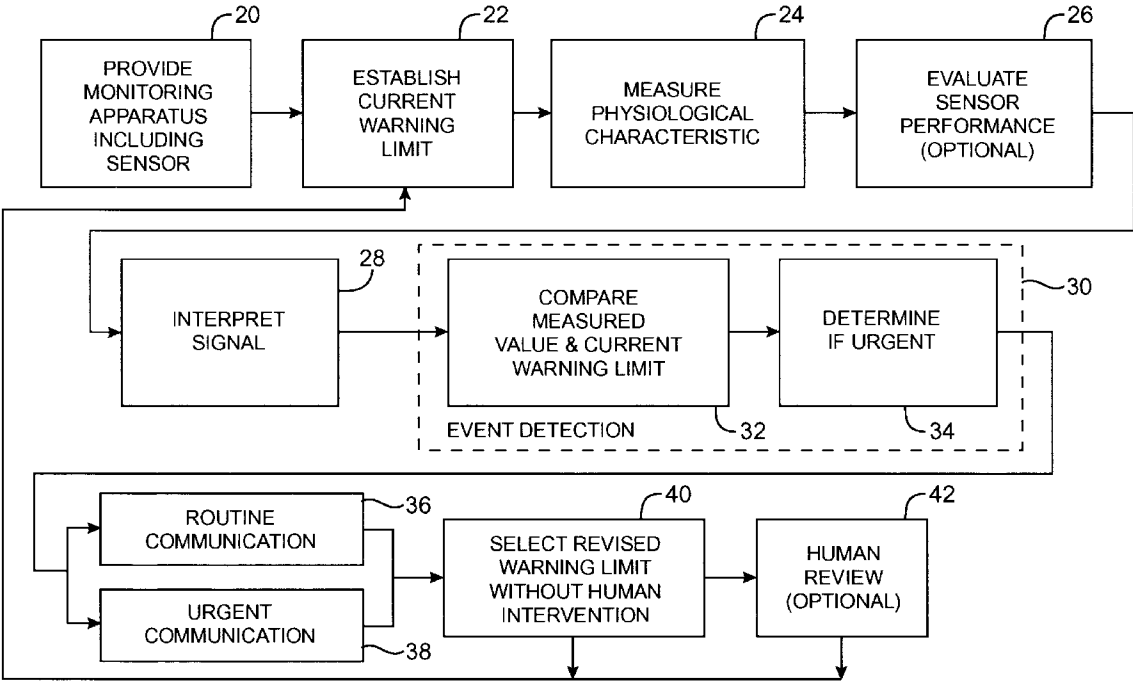 20
PROVIDE
MONITORING
APPARATUS
INCLUDING
SENSOR
22
ESTABLISH
CURRENT
WARNING
LIMIT
24
MEASURE
PHYSIOLOGICAL
CHARACTERISTIC
26
EVALUATE
SENSOR
PERFORMANCE
(OPTIONAL)
28
INTERPRET
SIGNAL
30
COMPARE
MEASURED
VALUE & CURRENT
WARNING LIMIT
32
DETERMINE
IF URGENT
34
EVENT DETECTION
36
ROUTINE
COMMUNICATION
URGENT
COMMUNICATION
38
40
SELECT REVISED
WARNING LIMIT
WITHOUT HUMAN
INTERVENTION
42
HUMAN
REVIEW
(OPTIONAL)